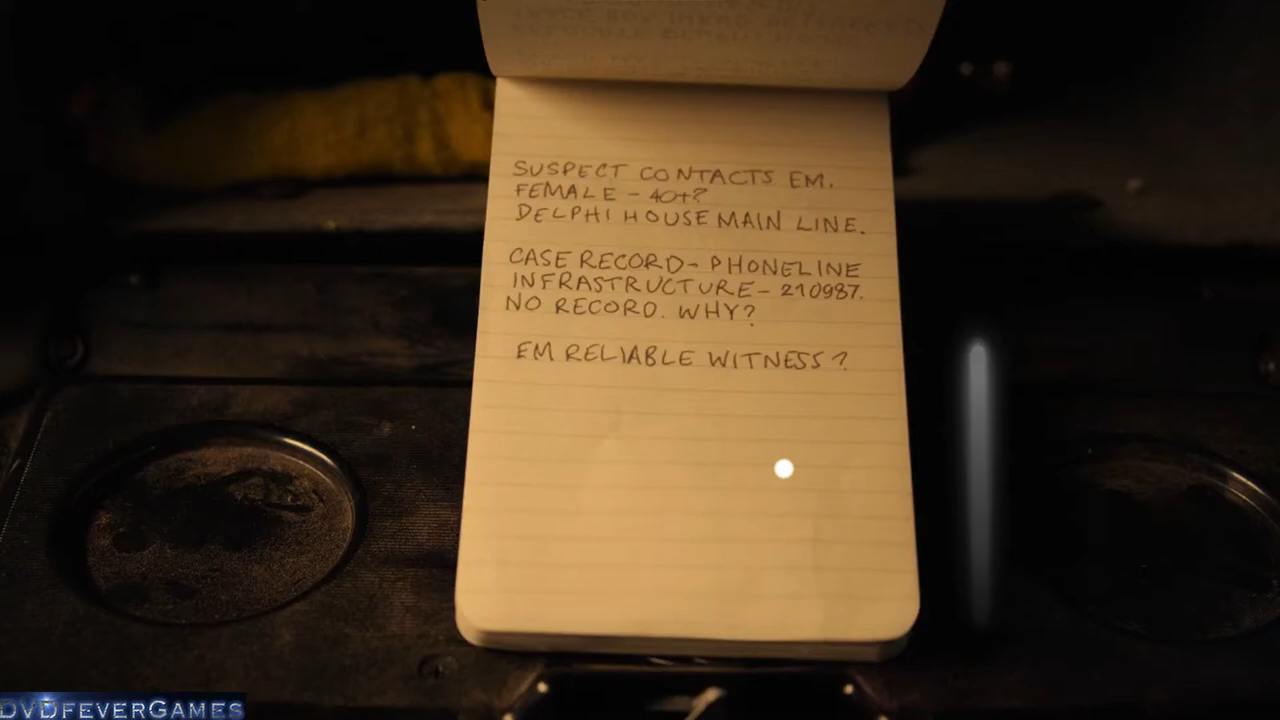 SUSPECT CONTACTS EM.
FEMALE - 40+?
DELPHI HOUSE MAIN LINE.
CASE RECORD - PHONELINE
INFRASTRUCTURE - 210987.
NO RECORD. WHY?
EM RELIABLE WITNESS?
DVDFEVERGAMES